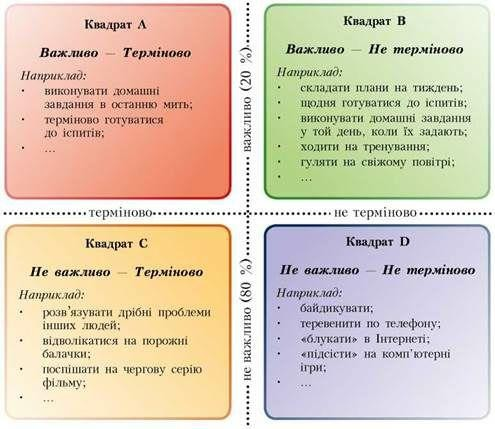 Квадрат A
Важливо — Терміново
Наприклад:
· виконувати домашні
завдання в останню мить;
· терміново готуватися
до іспитів;
· …
Квадрат B
Важливо — Не терміново
Наприклад:
· складати плани на тиждень;
· щодня готуватися до іспитів;
· виконувати домашні завдання
у той день, коли їх задають;
· ходити на тренування;
· гуляти на свіжому повітрі;
· …
важливо (20 %)
терміново
не терміново
Квадрат C
Не важливо — Терміново
Наприклад:
· розв'язувати дрібні проблеми
інших людей;
· відволікатися на порожні
балачки;
· поспішати на чергову серію
фільму;
· …
не важливо (80 %)
Квадрат D
Не важливо — Не терміново
Наприклад:
· байдикувати;
· теревенити по телефону;
· «блукати» в Інтернеті;
· «підсісти» на комп'ютерні
ігри;
· …